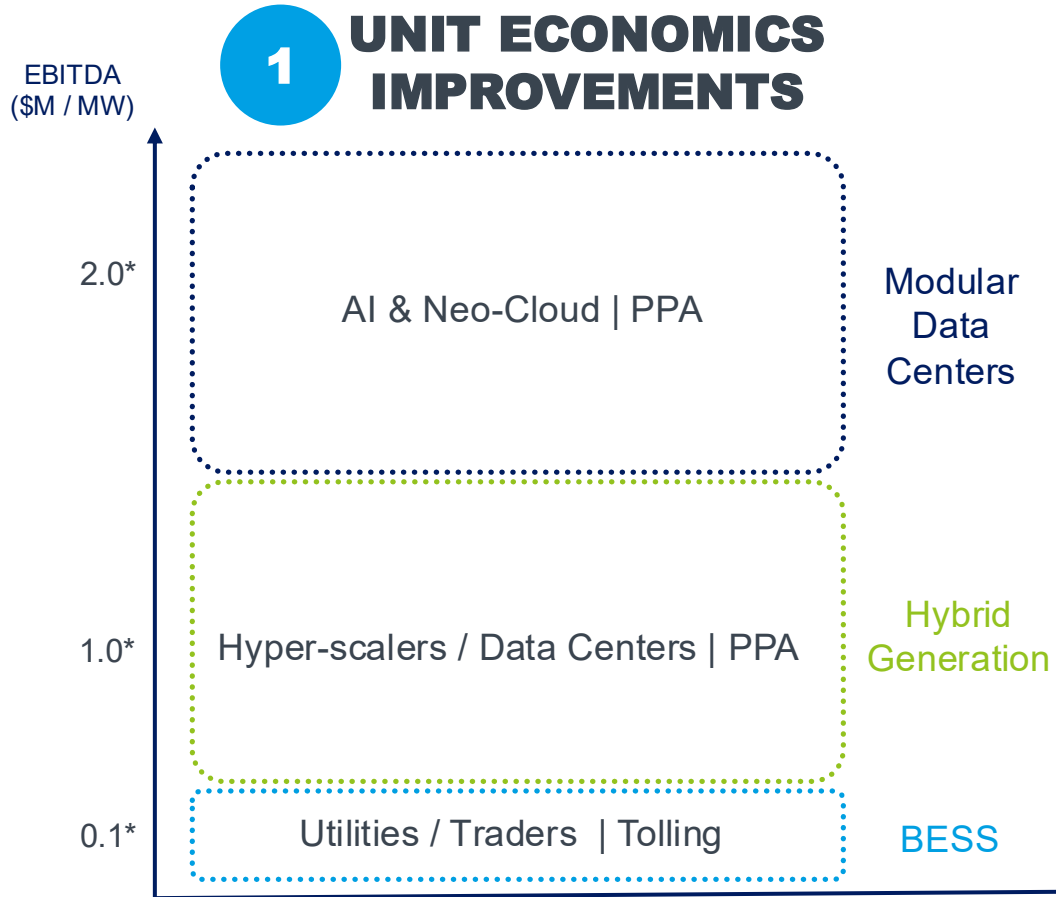 1
UNIT ECONOMICS
IMPROVEMENTS
EBITDA
($M / MW)
2.0*
AI & Neo-Cloud | PPA
Modular
Data
Centers
1.0*
Hyper-scalers / Data Centers | PPA
Hybrid
Generation
0.1*
Utilities / Traders | Tolling
BESS